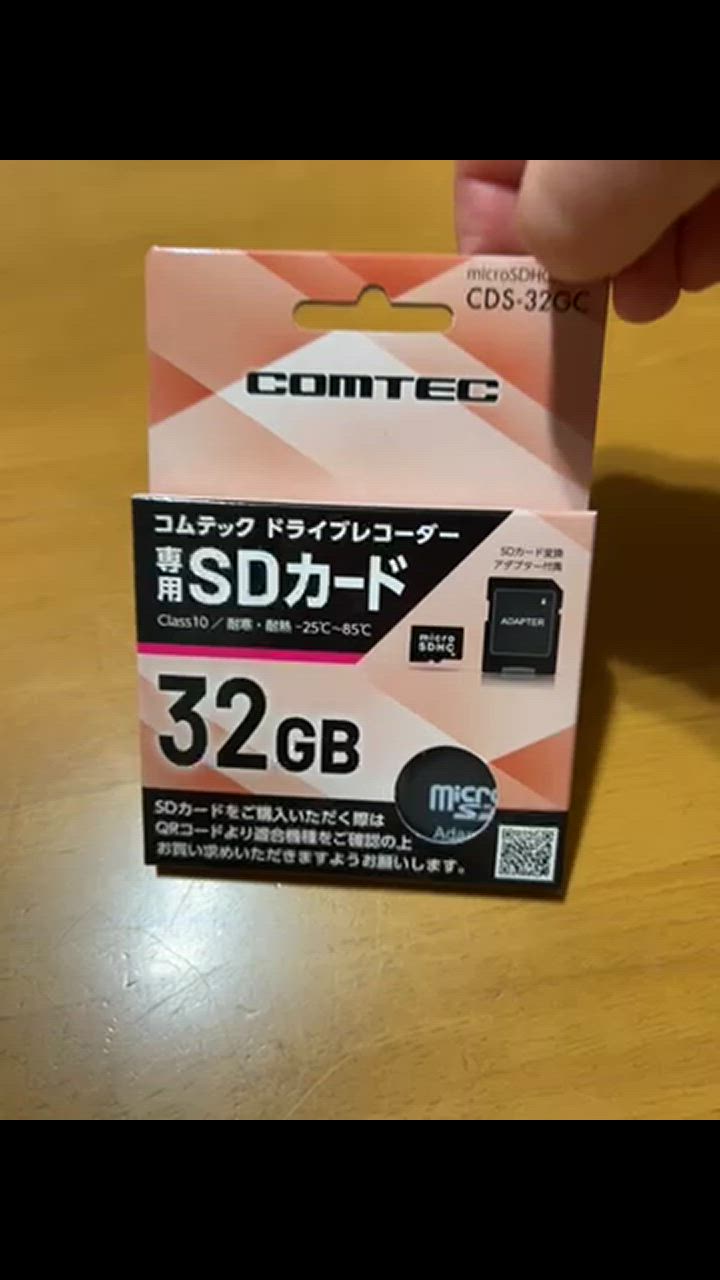 microSDHC
CDS-32GC
COMTEC
コムテック ドライブレコーダー
専用SDカード
Class10／耐寒・耐熱 -25℃～85℃
SDカード変換
アダプター付属
ADAPTER
micro
SDHC
32GB
micro
Adap
SDカードをご購入いただく際は
QRコードより適合機種をご確認の上
お買い求めいただきますようお願いします。